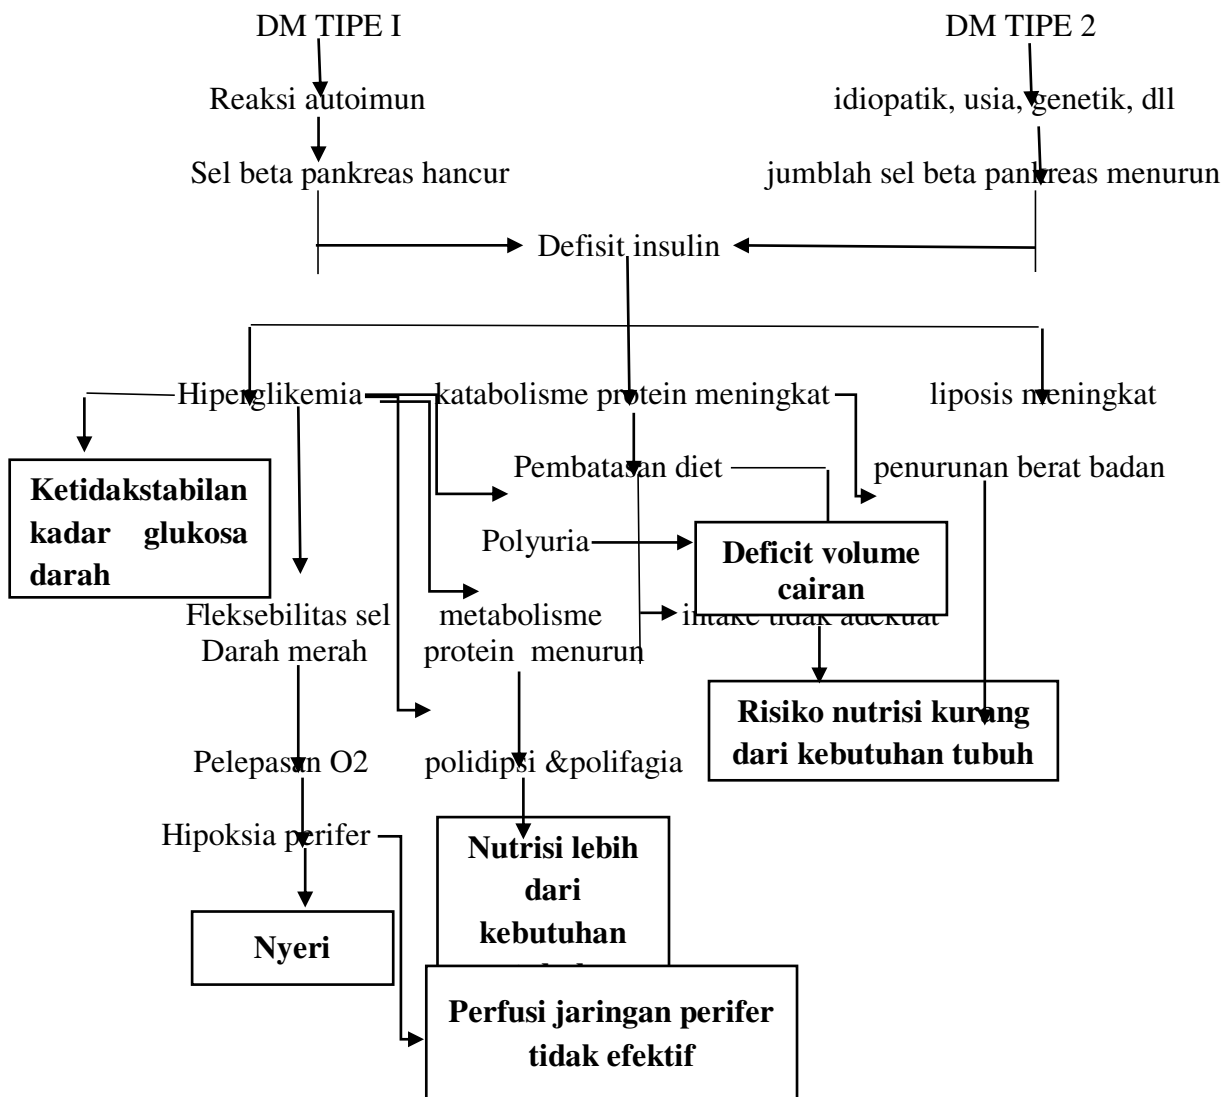 DM TIPE I
DM TIPE 2
Reaksi autoimun
idiopatik, usia, genetik, dll
Sel beta pankreas hancur
jumblah sel beta pankreas menurun
Defisit insulin
Hiperglikemia
katabolisme protein meningkat
liposis meningkat
Ketidakstabilan
kadar glukosa
darah
Pembatasan diet
penurunan berat badan
Polyuria
Deficit volume
cairan
Fleksebilitas sel
Darah merah
metabolisme
protein menurun
intake tidak adekuat
Risiko nutrisi kurang
dari kebutuhan tubuh
Pelepasan O2
polidipsi &polifagia
Hipoksia perifer
Nutrisi lebih
dari
kebutuhan
Nyeri
Perfusi jaringan perifer
tidak efektif